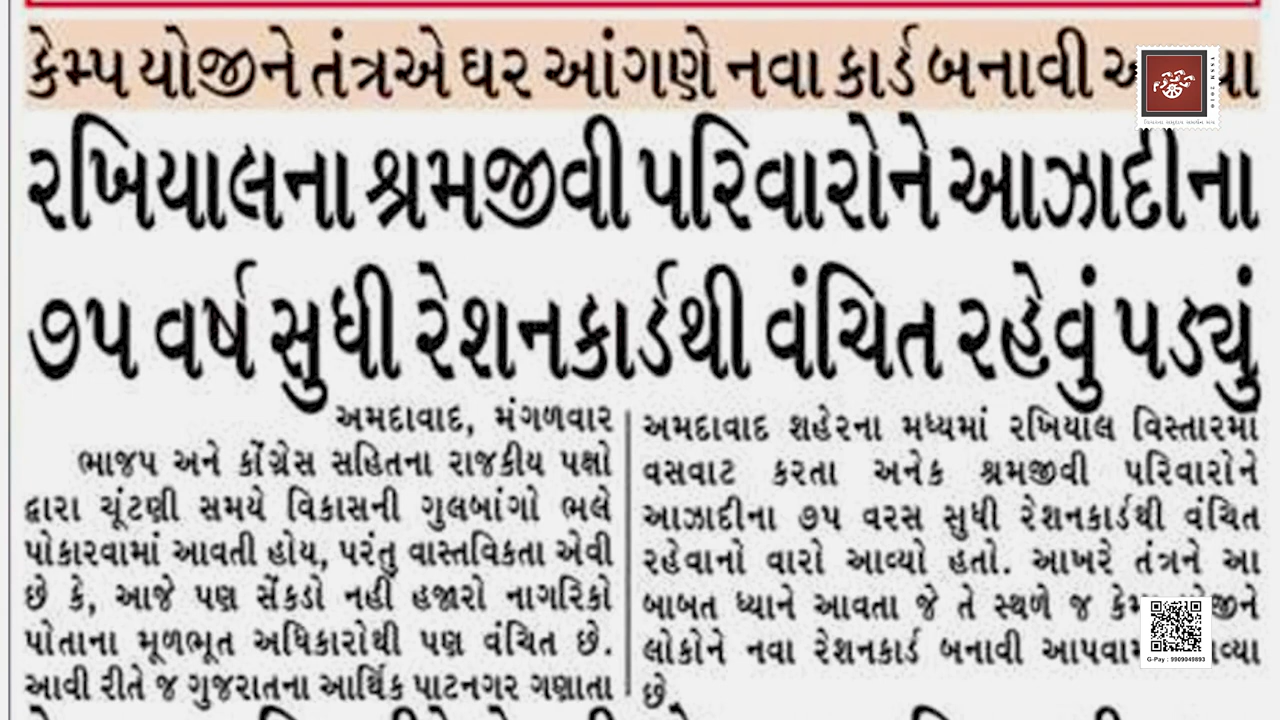 કેમ્પ યોજીને તંત્રએ ઘર આંગણે નવા કાર્ડ બનાવી
રખિયાલના શ્રમજીવી પરિવારોને આઝાદીના
૭૫ વર્ષ સુધી રેશનકાર્ડથી વંચિત રહેવું પડ્યું
અમદાવાદ, મંગળવાર
ભાજપ અને કોંગ્રેસ સહિતના રાજકીય પક્ષો
દ્વારા ચૂંટણી સમયે વિકાસની ગુલબાંગો ભલે
પોકારવામાં આવતી હોય, પરંતુ વાસ્તવિકતા એવી
છે કે, આજે પણ સેંકડો નહીં હજારો નાગરિકો
પોતાના મૂળભૂત અધિકારોથી પણ વંચિત છે.
આવી રીતે જ ગુજરાતના આર્થિક પાટનગર ગણાતા
અમદાવાદ શહેરના મધ્યમાં રખિયાલ વિસ્તારમાં
વસવાટ કરતા અનેક શ્રમજીવી પરિવારોને
આઝાદીના ૭૫ વરસ સુધી રેશનકાર્ડથી વંચિત
રહેવાનો વારો આવ્યો હતો. આખરે તંત્રને આ
બાબત ધ્યાને આવતા જે તે સ્થળે જ
લોકોને નવા રેશનકાર્ડ બનાવી
છે.
G-Pay : 9909049893